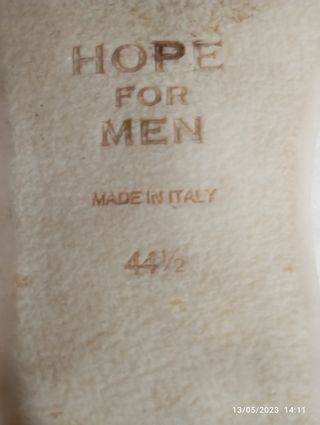 HOPE
FOR
MEN
MADE IN ITALY
44½
13/05/2023 14:11